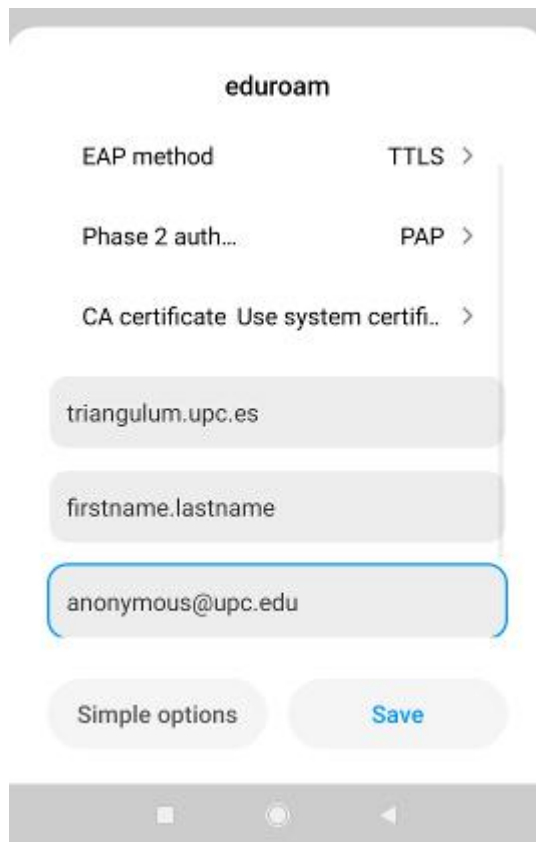 eduroam
EAP method TTLS >
Phase 2 auth... PAP >
CA certificate Use system certifi.. >
triangulum.upc.es
firstname.lastname
anonymous@upc.edu
Simple options Save